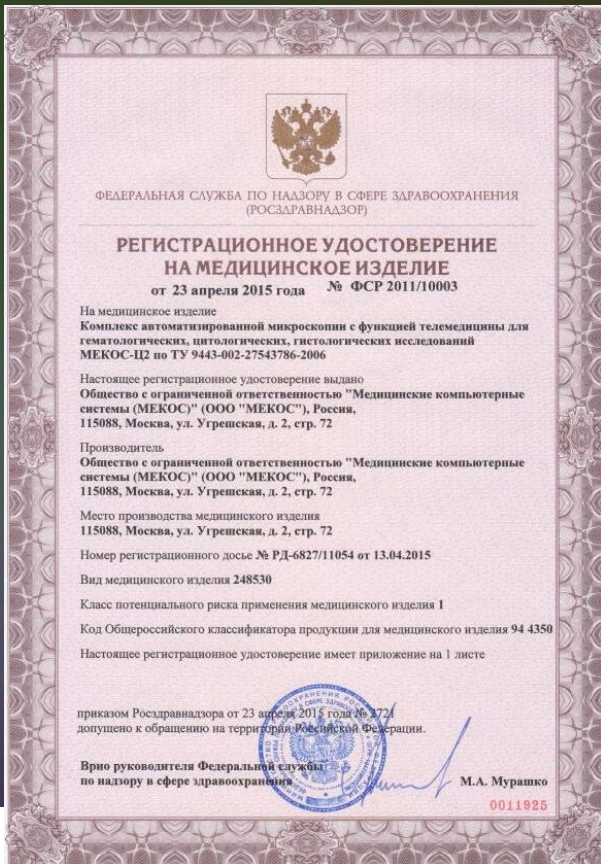 ФЕДЕРАЛЬНАЯ СЛУЖБА ПО НАДЗОРУ В СФЕРЕ ЗДРАВООХРАНЕНИЯ
(РОСЗДРАВНАДЗОР)
РЕГИСТРАЦИОННОЕ УДОСТОВЕРЕНИЕ
НА МЕДИЦИНСКОЕ ИЗДЕЛИЕ
от 23 апреля 2015 года № ФСР 2011/10003
На медицинское изделие
Комплекс автоматизированной микроскопии с функцией телемедицины для
гематологических, цитологических, гистологических исследований
МЕКОС-Ц2 по ТУ 9443-002-27543786-2006
Настоящее регистрационное удостоверение выдано
Общество с ограниченной ответственностью "Медицинские компьютерные
системы (МЕКОС)" (ООО "МЕКОС"), Россия,
115088, Москва, ул. Угрешская, д. 2, стр. 72
Производитель
Общество с ограниченной ответственностью "Медицинские компьютерные
системы (МЕКОС)" (ООО "МЕКОС"), Россия,
115088, Москва, ул. Угрешская, д. 2, стр. 72
Место производства медицинского изделия
115088, Москва, ул. Угрешская, д. 2, стр. 72
Номер регистрационного досье № РД-6827/11054 от 13.04.2015
Вид медицинского изделия 248530
Класс потенциального риска применения медицинского изделия 1
Код Общероссийского классификатора продукции для медицинского изделия 94 4350
Настоящее регистрационное удостоверение имеет приложение на 1 листе
приказом Росздравнадзора от 23 апреля 2015 года № 2721
допущено к обращению на территории Российской Федерации.
Врио руководителя Федеральной службы
по надзору в сфере здравоохранения М.А. Мурашко
0011925